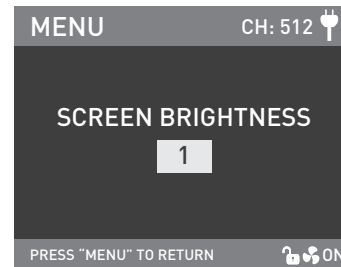 MENU CH: 512
SCREEN BRIGHTNESS
1
PRESS “MENU” TO RETURN ON